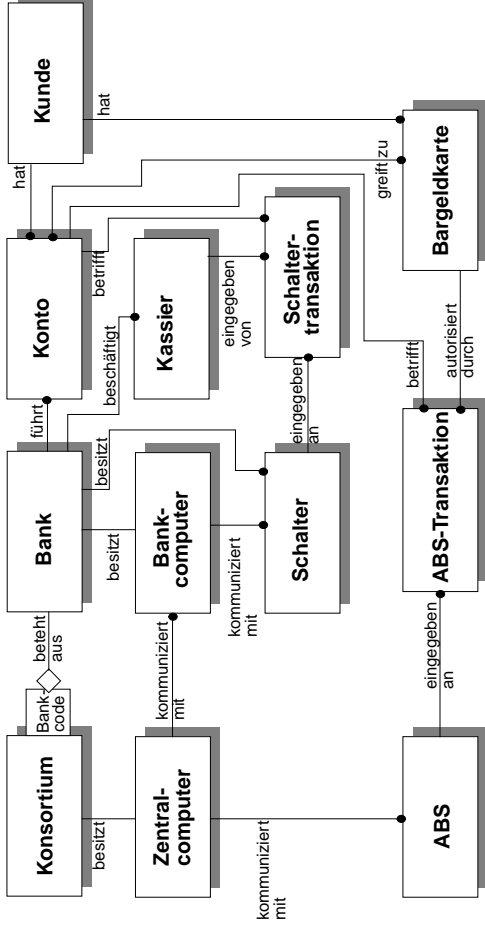 Konsortium
Bank-
code
beteht
aus
Bank
führt
Konto
hat
Kunde
besitzt
besitzt
besitzt
beschäftigt
betrifft
hat
Zentral-
computer
kommuniziert
mit
Bank-
computer
Kassier
kommuniziert
mit
kommuniziert
mit
eingegeben
von
Schalter
eingegeben
an
Schalter-
transaktion
greift zu
ABS
eingegeben
an
ABS-Transaktion
betrifft
autorisiert
durch
Bargeldkarte